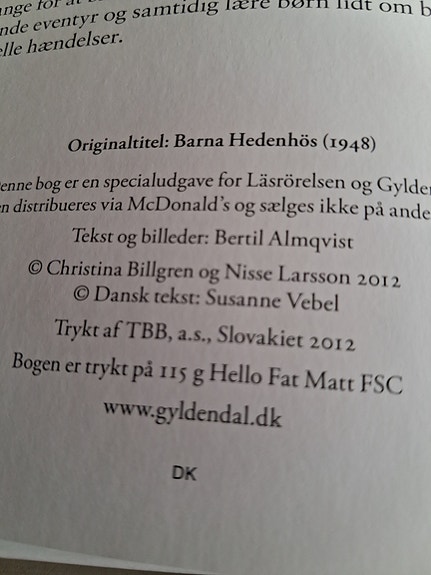 nde eventyr og samtidig lære børn lidt om b
elle hændelser.
Originaltitel: Barna Hedenhös (1948)
enne bog er en specialudgave for Läsrörelsen og Gylden
n distribueres via McDonald's og sælges ikke på ande
Tekst og billeder: Bertil Almqvist
© Christina Billgren og Nisse Larsson 2012
© Dansk tekst: Susanne Vebel
Trykt af TBB, a.s., Slovakiet 2012
Bogen er trykt på 115 g Hello Fat Matt FSC
www.gyldendal.dk
DK